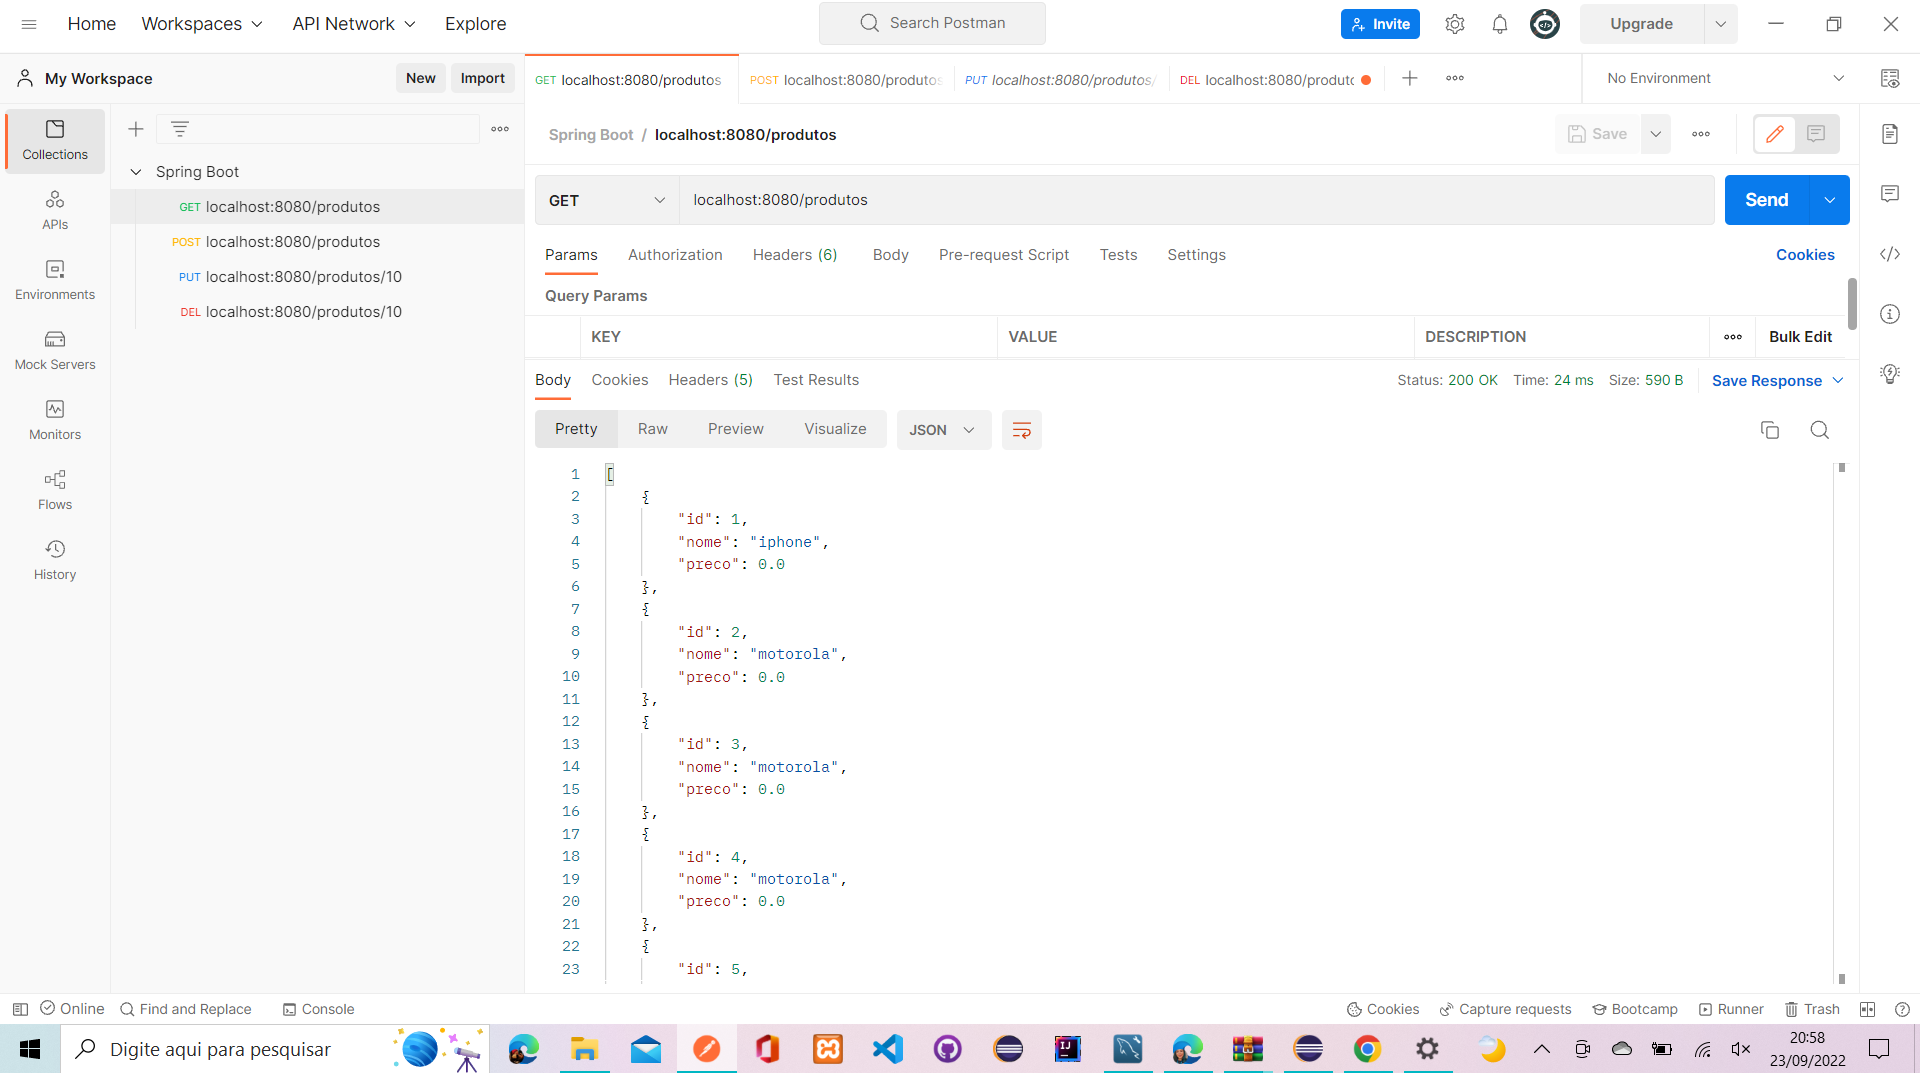 Home Workspaces API Network Explore Search Postman Invite Upgrade
My Workspace New Import
GET localhost:8080/produtos POST localhost:8080/produtos PUT localhost:8080/produtos/ DEL localhost:8080/produtc No Environment
Collections
APIs
Environments
Mock Servers
Monitors
Flows
History
Spring Boot
GET localhost:8080/produtos
POST localhost:8080/produtos
PUT localhost:8080/produtos/10
DEL localhost:8080/produtos/10
Spring Boot / localhost:8080/produtos Save
GET localhost:8080/produtos Send
Params Authorization Headers (6) Body Pre-request Script Tests Settings Cookies
Query Params
KEY VALUE DESCRIPTION Bulk Edit
Body Cookies Headers (5) Test Results Status: 200 OK Time: 24 ms Size: 590 B Save Response
Pretty Raw Preview Visualize JSON
1 [
2 {
3 "id": 1,
4 "nome": "iphone",
5 "preco": 0.0
6 },
7 {
8 "id": 2,
9 "nome": "motorola",
10 "preco": 0.0
11 },
12 {
13 "id": 3,
14 "nome": "motorola",
15 "preco": 0.0
16 },
17 {
18 "id": 4,
19 "nome": "motorola",
20 "preco": 0.0
21 },
22 {
23 "id": 5,
Online Find and Replace Console Cookies Capture requests Bootcamp Runner Trash
Digite aqui para pesquisar
20:58
23/09/2022